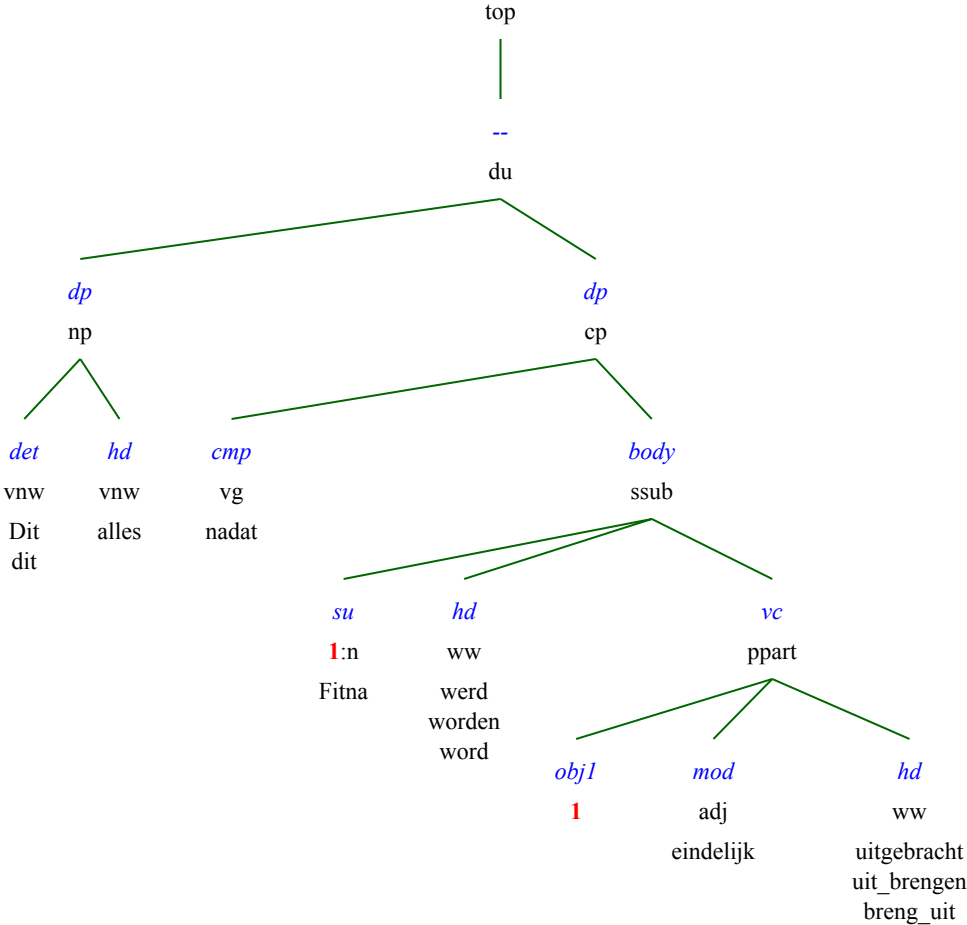 top
--
du
dp dp
np cp
det hd cmp body
vnw vnw vg ssub
Dit alles nadat
dit
su hd vc
1:n ww ppart
Fitna werd
worden
word
obj1 mod hd
1 adj ww
eindelijk uitgebracht
uit_brengen
breng_uit